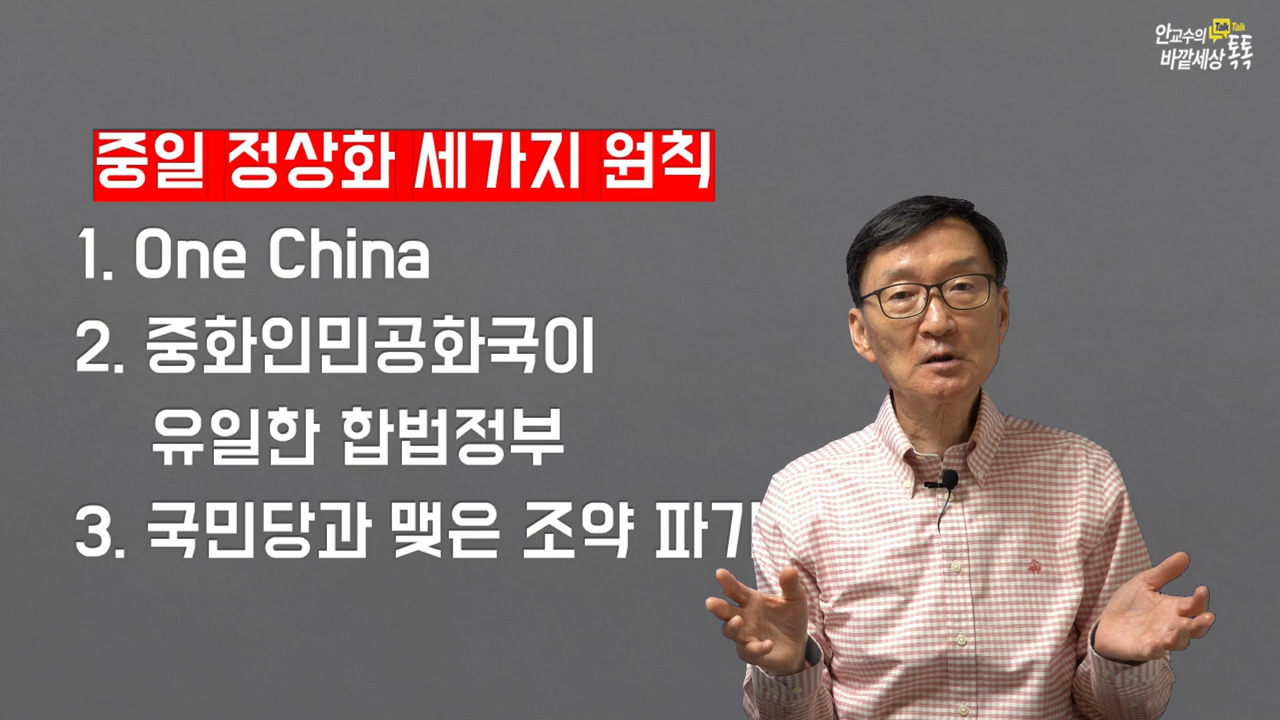 안교수의 Talk Talk
바깥세상 톡톡
중일 정상화 세가지 원칙
1. One China
2. 중화인민공화국이
유일한 합법정부
3. 국민당과 맺은 조약